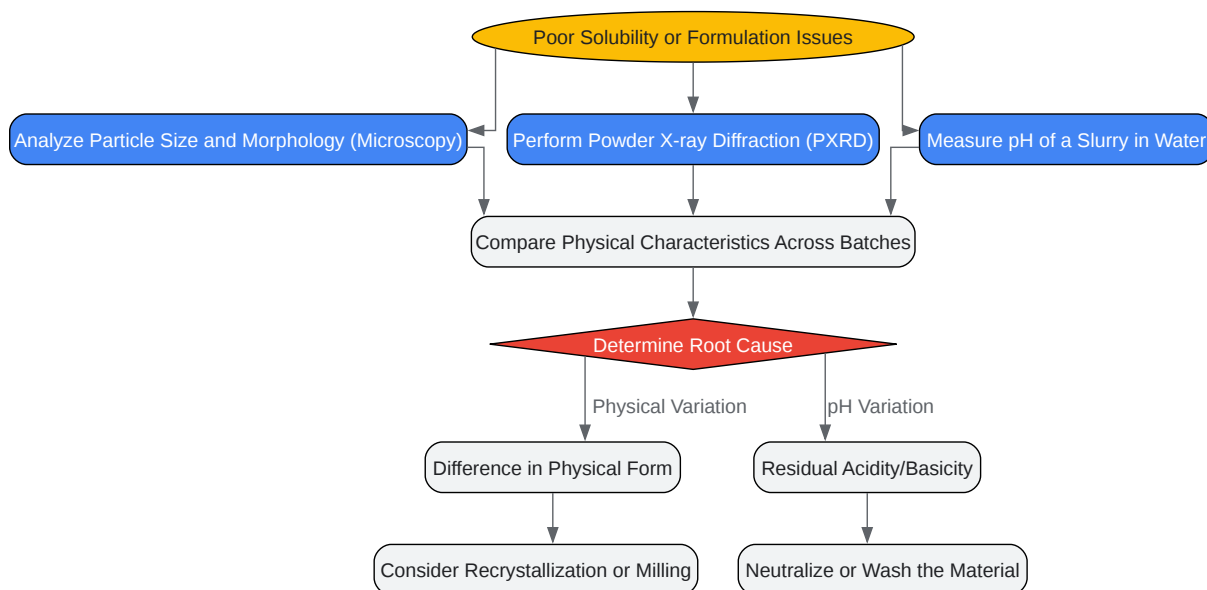 Poor Solubility or Formulation Issues
Analyze Particle Size and Morphology (Microscopy)
Perform Powder X-ray Diffraction (PXRD)
Measure pH of a Slurry in Water
Compare Physical Characteristics Across Batches
Determine Root Cause
Physical Variation
pH Variation
Difference in Physical Form
Residual Acidity/Basicity
Consider Recrystallization or Milling
Neutralize or Wash the Material